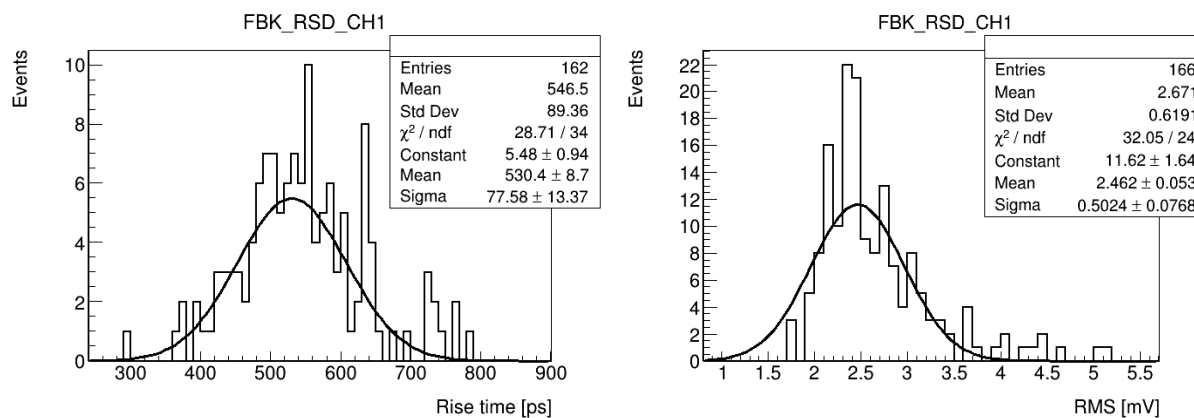 FBK_RSD_CH1
Events
10
8
6
4
2
0
300 400 500 600 700 800 900
Rise time [ps]
Entries 162
Mean 546.5
Std Dev 89.36
χ² / ndf 28.71 / 34
Constant 5.48 ± 0.94
Mean 530.4 ± 8.7
Sigma 77.58 ± 13.37
FBK_RSD_CH1
Events
22
20
18
16
14
12
10
8
6
4
2
0
1 1.5 2 2.5 3 3.5 4 4.5 5 5.5
RMS [mV]
Entries 166
Mean 2.671
Std Dev 0.6191
χ² / ndf 32.05 / 24
Constant 11.62 ± 1.64
Mean 2.462 ± 0.053
Sigma 0.5024 ± 0.0768